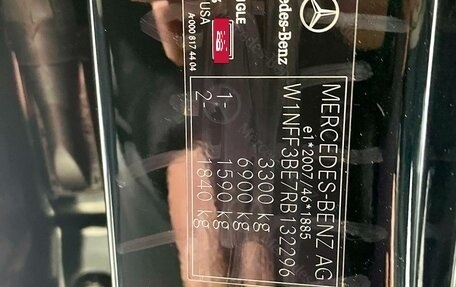 MERCEDES-BENZ AG
e1*2007/46*1885
W1NFF3BE7RB132296
3300 kg
6900 kg
1- 1590 kg
2- 1840 kg
Mercedes-Benz
USA
A 000 817 44 04